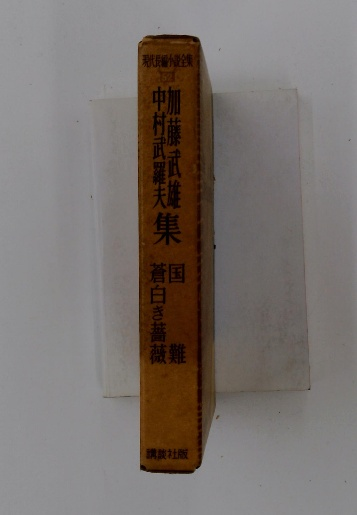 現代長編小説全集
加藤武雄
中村武羅夫
集
国難
蒼白き薔薇
講談社版